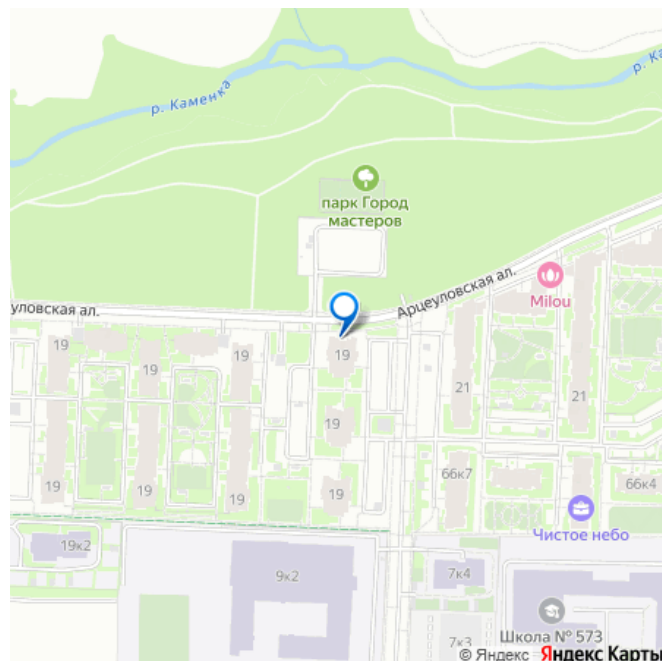 р. Каменка
р. Ка
парк Город
мастеров
Арцеуловская ал.
Milou
уловская ал.
19
19
19
19
21
21
19
66к7
66к4
19
19
19
19
Чистое небо
19к2
9к2
7к4
Школа № 573
7к3
© Яндекс Яндекс Карты